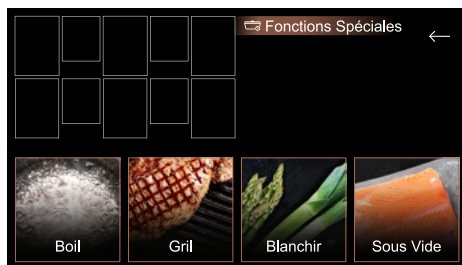 Fonctions Spéciales
Boil
Gril
Blanchir
Sous Vide